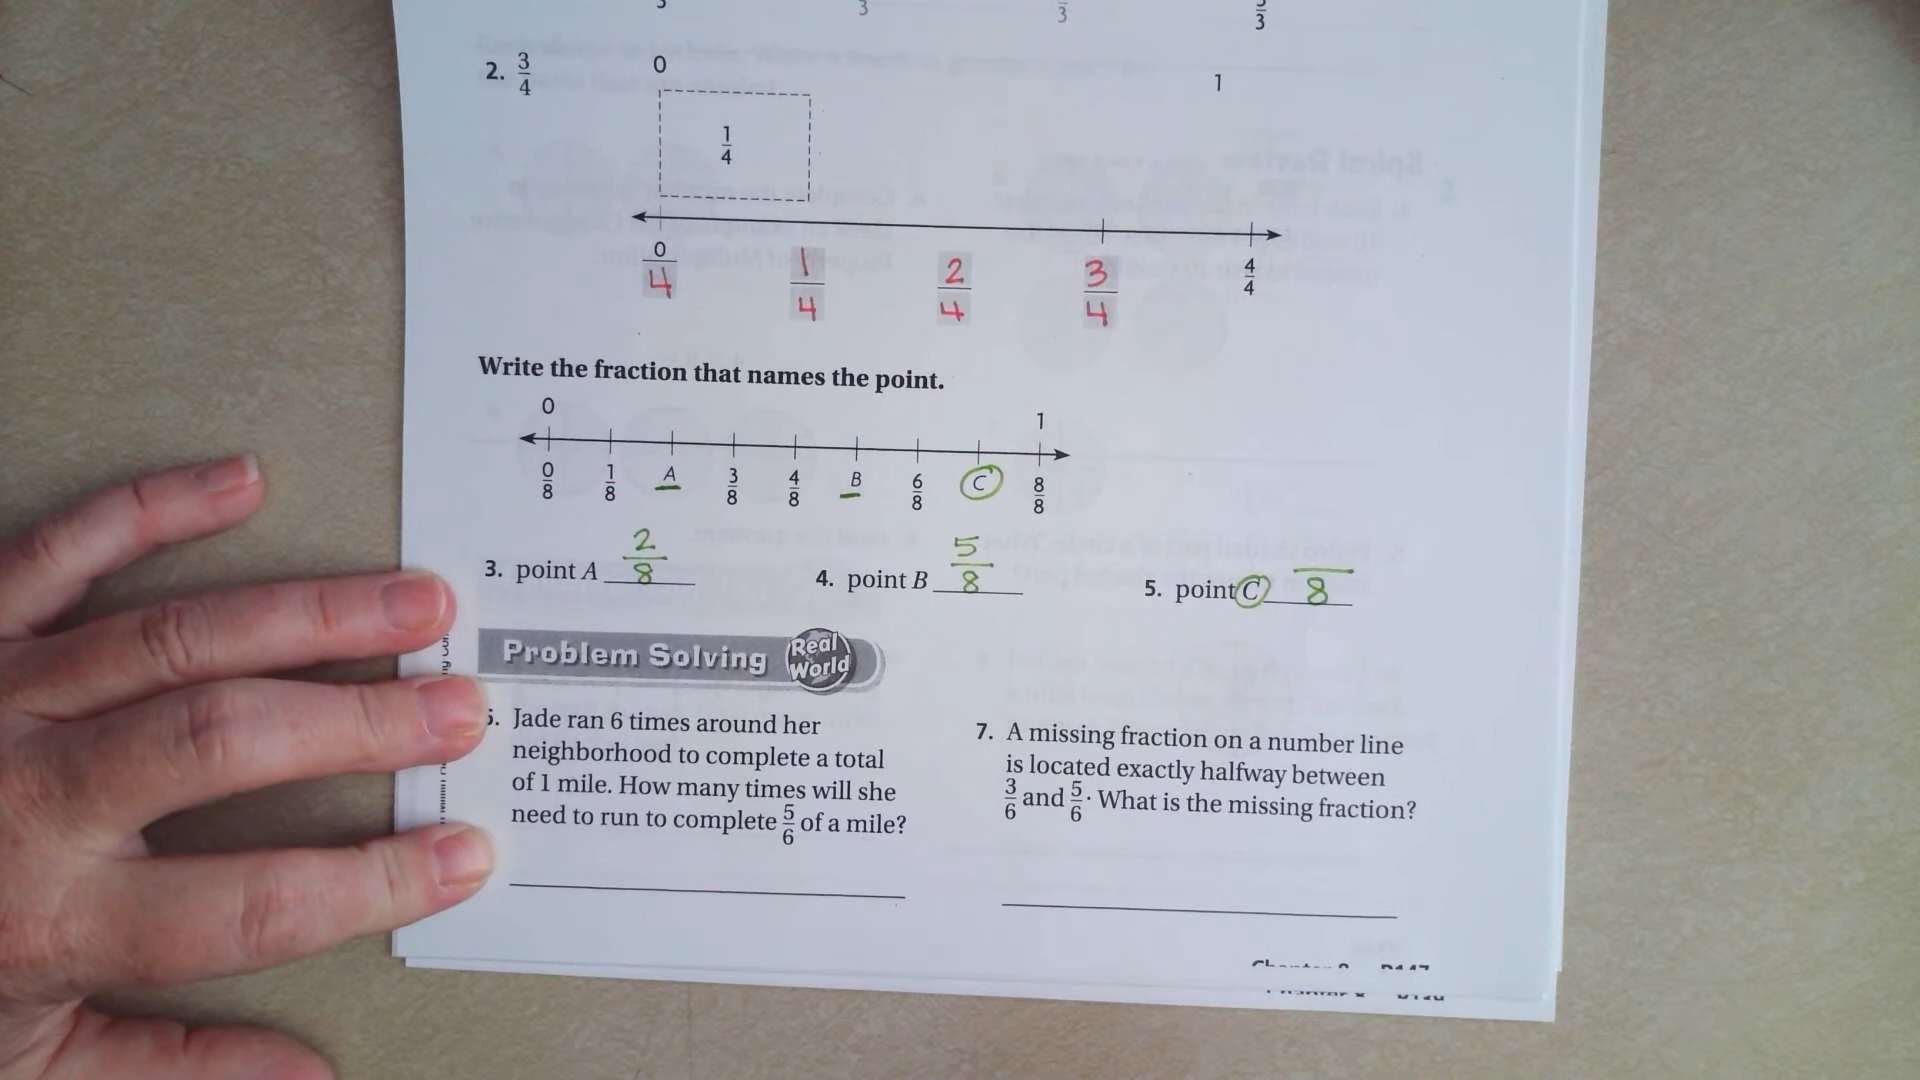 3 3 3
2. 3/4 0 1
1/4
0/4 1/4 2/4 3/4 4/4
Write the fraction that names the point.
0 1
0/8 1/8 A 3/8 4/8 B 6/8 C 8/8
3. point A 2/8 4. point B 5/8 5. point C /8
Problem Solving Real World
Jade ran 6 times around her
neighborhood to complete a total
of 1 mile. How many times will she
need to run to complete 5/6 of a mile?
7. A missing fraction on a number line
is located exactly halfway between
3/6 and 5/6. What is the missing fraction?